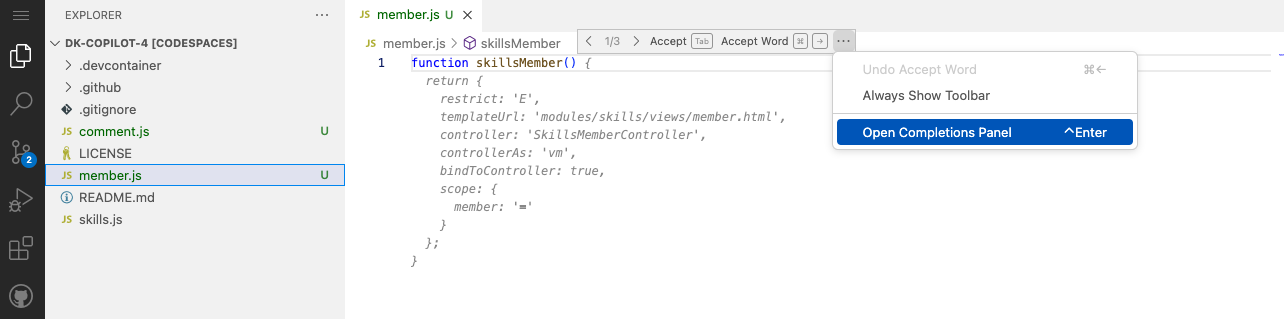 EXPLORER ···
DK-COPILOT-4 [CODESPACES]
.devcontainer
.github
.gitignore
JS comment.js U
LICENSE
JS member.js U
README.md
JS skills.js
2
JS member.js U
JS member.js > skillsMember
1/3 Accept Tab Accept Word ⌘ → ···
Undo Accept Word ⌘←
Always Show Toolbar
Open Completions Panel ^Enter
1 function skillsMember() {
return {
restrict: 'E',
templateUrl: 'modules/skills/views/member.html',
controller: 'SkillsMemberController',
controllerAs: 'vm',
bindToController: true,
scope: {
member: '='
}
};
}